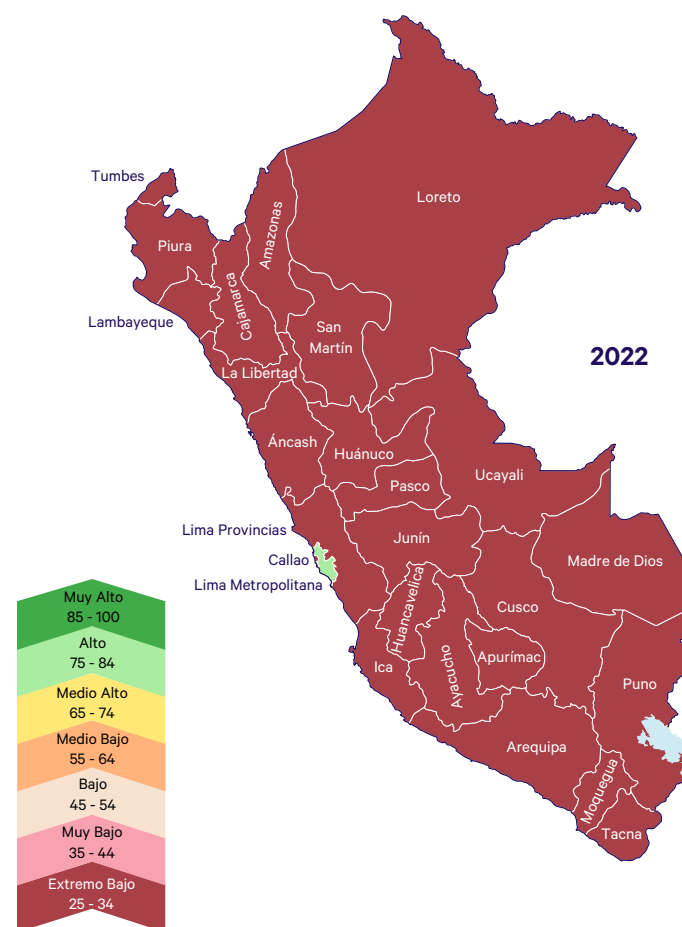 Tumbes
Loreto
Amazonas
Piura
Cajamarca
Lambayeque
San
Martín
2022
La Libertad
Áncash
Huánuco
Ucayali
Pasco
Lima Provincias
Junín
Callao
Madre de Dios
Lima Metropolitana
Huancavelica
Cusco
Muy Alto
85 - 100
Alto
75 - 84
Ica
Ayacucho
Apurímac
Puno
Medio Alto
65 - 74
Medio Bajo
55 - 64
Arequipa
Bajo
45 - 54
Moquegua
Muy Bajo
35 - 44
Tacna
Extremo Bajo
25 - 34